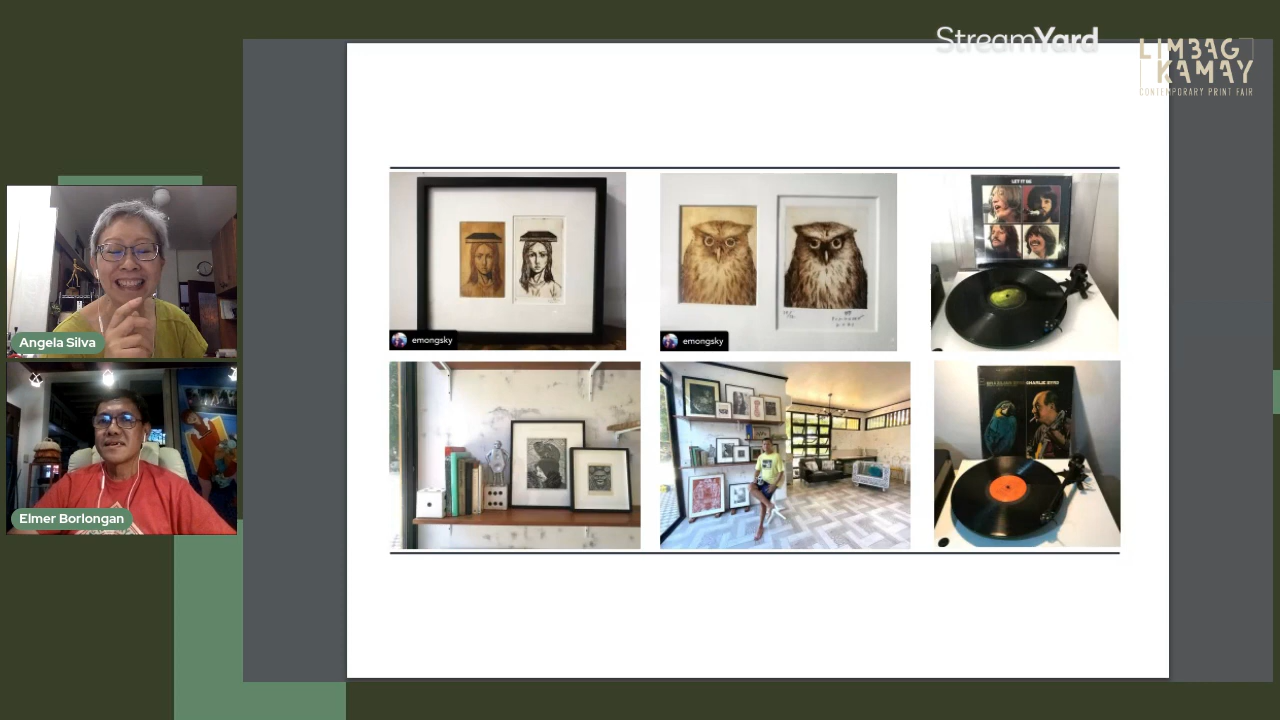 StreamYard
LIMBAG
KAMAY
CONTEMPORARY PRINT FAIR
LET IT BE
emongsky
emongsky
CHARLIE BYRD
Angela Silva
Elmer Borlongan